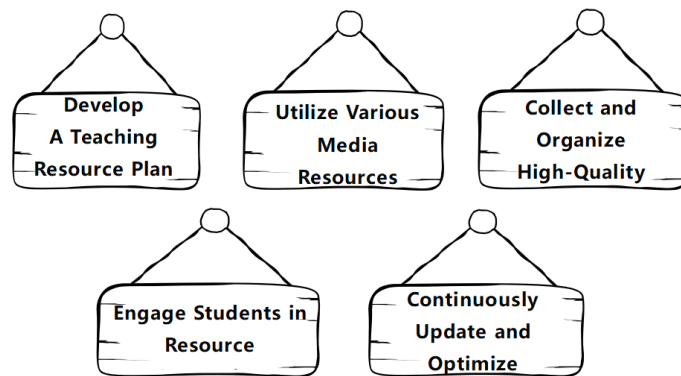 Develop
A Teaching
Resource Plan
Utilize Various
Media
Resources
Collect and
Organize
High-Quality
Engage Students in
Resource
Continuously
Update and
Optimize